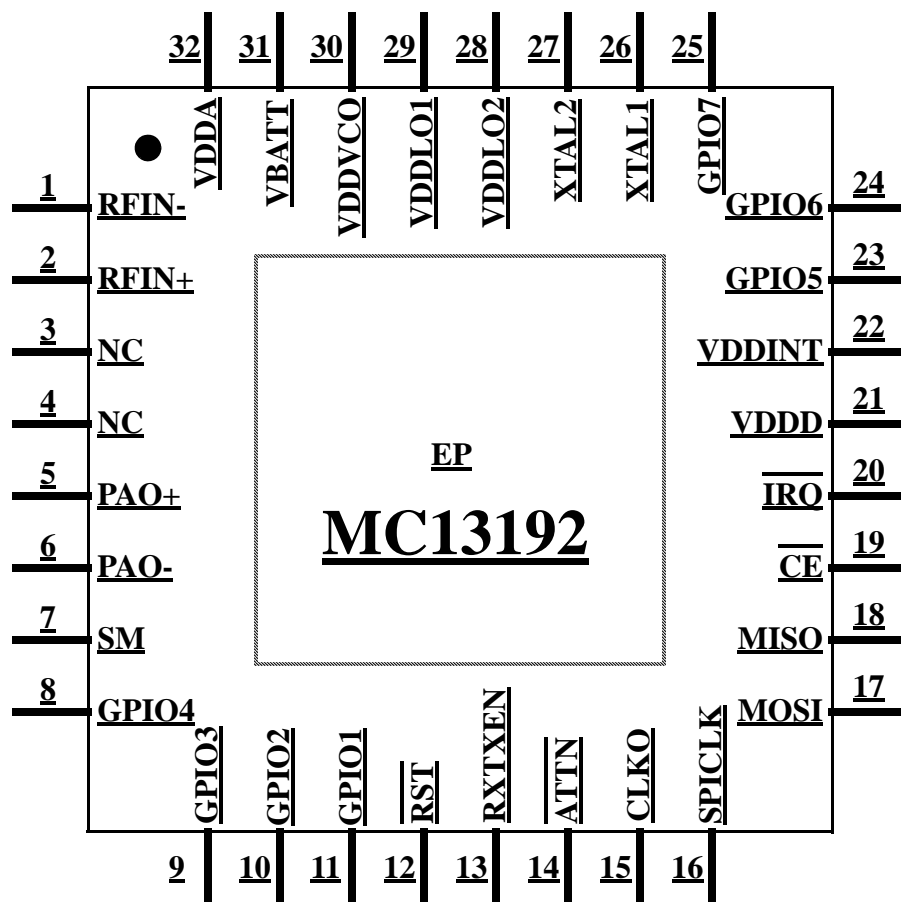 32 31 30 29 28 27 26 25
VDDA VBATT VDDVCO VDDLO1 VDDLO2 XTAL2 XTAL1 GPIO7
1 RFIN- GPIO6 24
2 RFIN+ GPIO5 23
3 NC VDDINT 22
4 NC VDDD 21
EP
5 PAO+ IRQ 20
MC13192
6 PAO- CE 19
7 SM MISO 18
8 GPIO4 MOSI 17
GPIO3 GPIO2 GPIO1 RST RXTXEN ATTN CLKO SPICLK
9 10 11 12 13 14 15 16